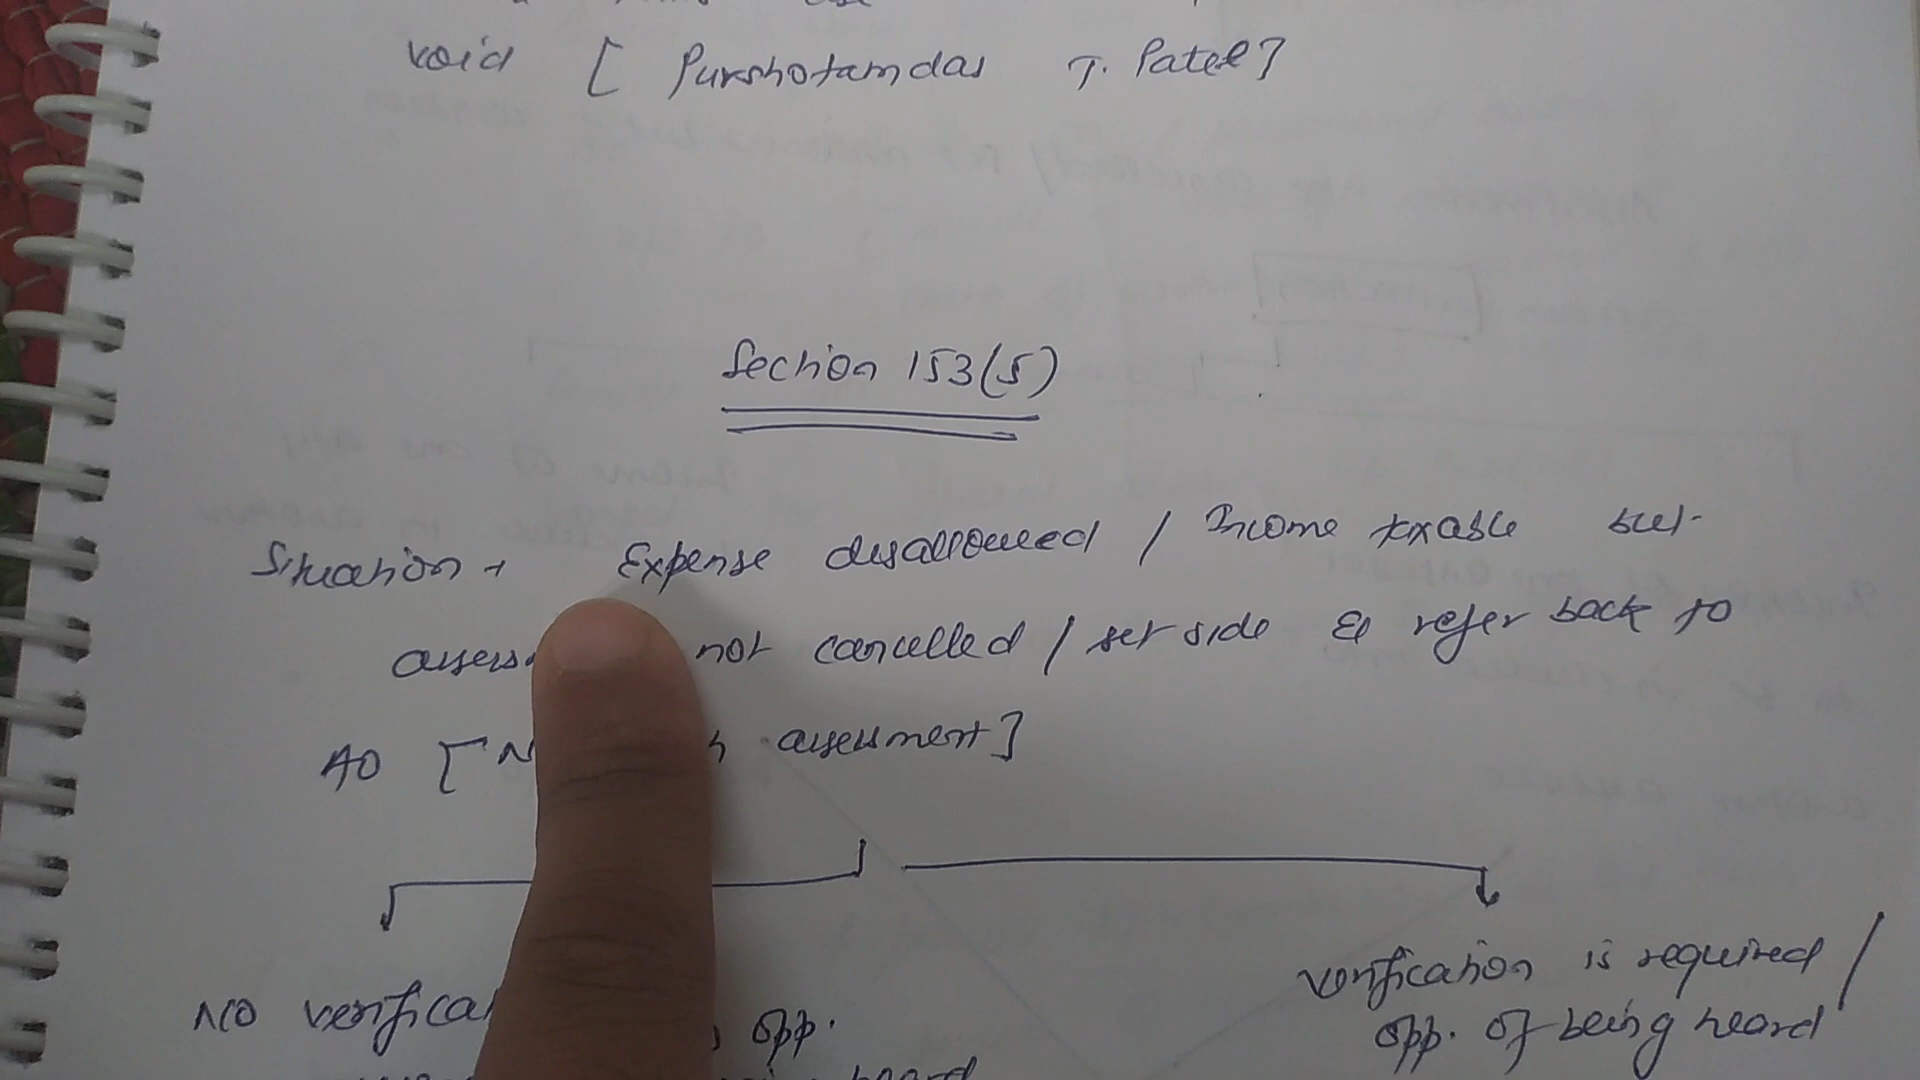 void [ Purshotamdas T. Patel ]
Section 153(5)
Situation → Expense disallowed / Income taxable but
not cancelled / set side & refer back to
AO [ assessment ]
NO opp.
verification is required /
opp. of being heard
heard